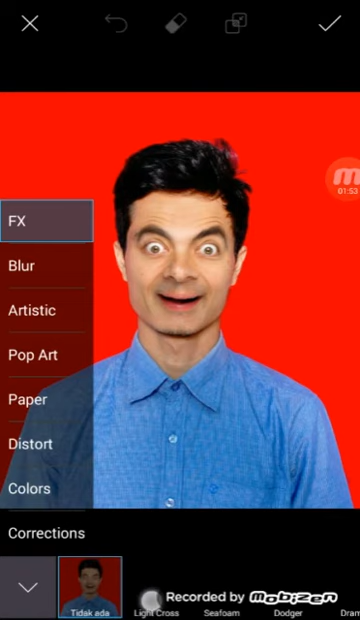 01:53
FX
Blur
Artistic
Pop Art
Paper
Distort
Colors
Corrections
Recorded by Mobizen
Tidak ada
Light Cross
Seafoam
Dodger
Dram